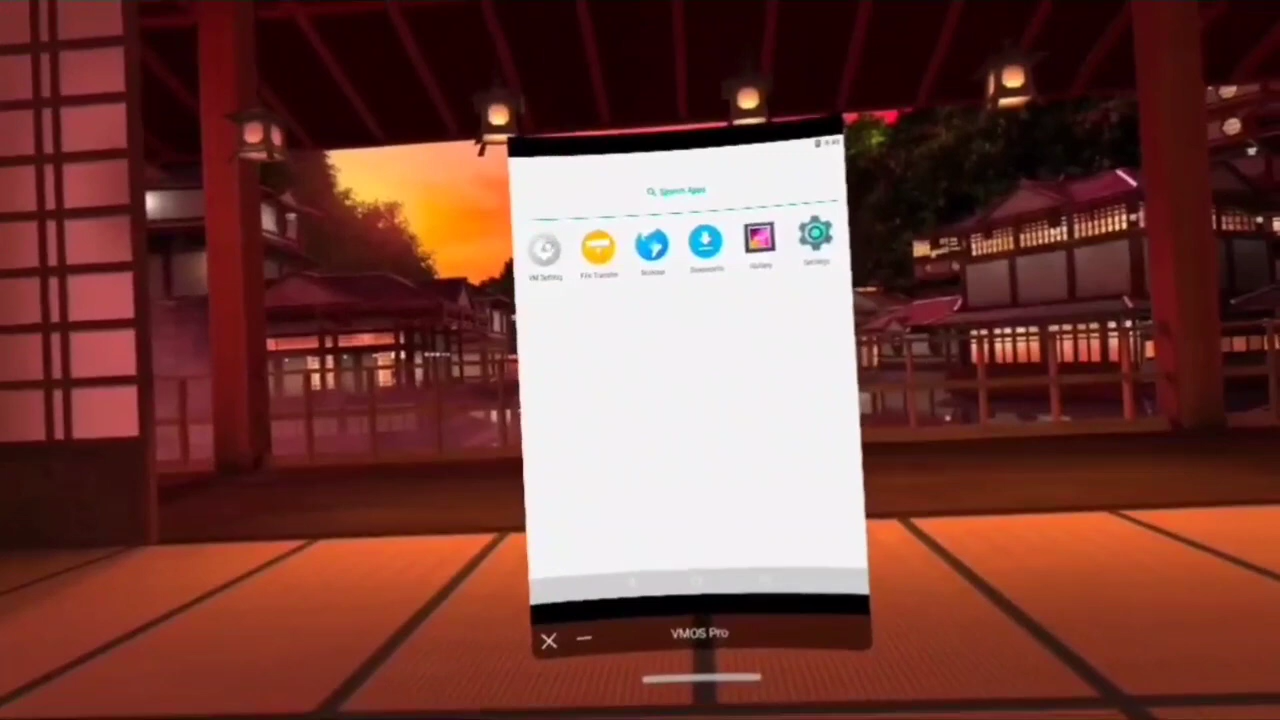 Search Apps
VM Setting
File Transfer
Browser
Downloads
Gallery
Settings
VMOS Pro